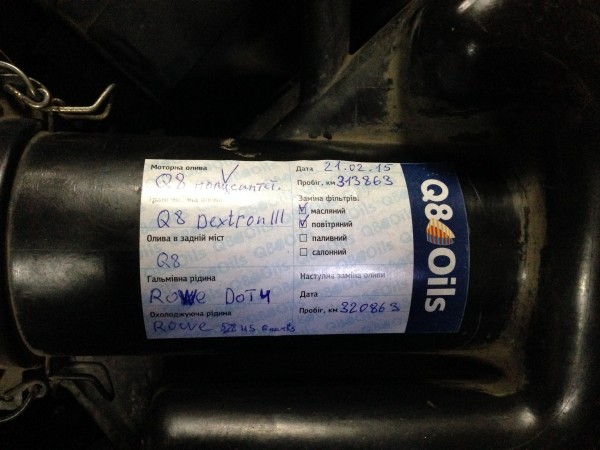 Моторна олива
Q8 полусинтет.
Q8 Dextron III
Олива в задній міст
Q8
Гальмівна рідина
ROWE DOT4
Охолоджуюча рідина
ROWE
Дата 21.02.15
Пробіг, км 313863
Заміна фільтрів:
масляний
повітряний
паливний
салонний
Наступна заміна оливи
Дата
Пробіг, км 320863
Q8 Oils